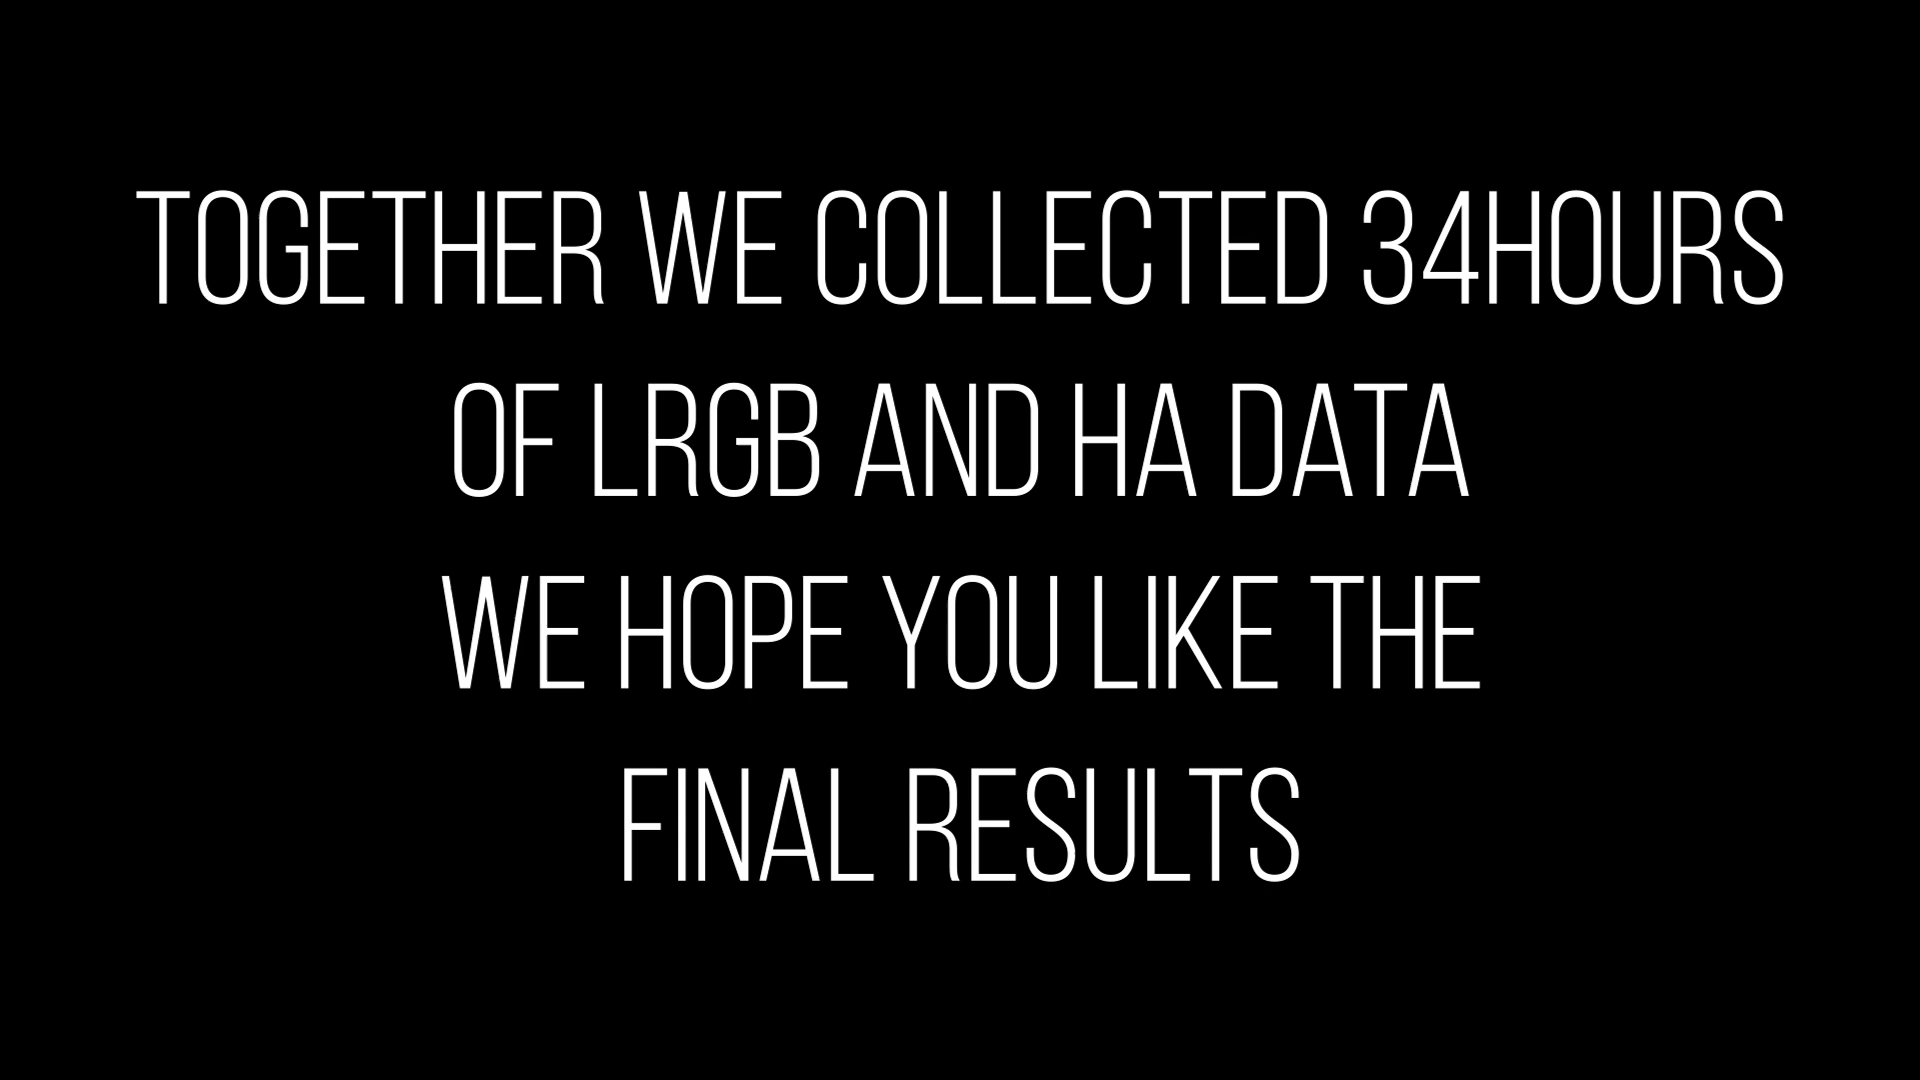 TOGETHER WE COLLECTED 34HOURS
OF LRGB AND HA DATA
WE HOPE YOU LIKE THE
FINAL RESULTS